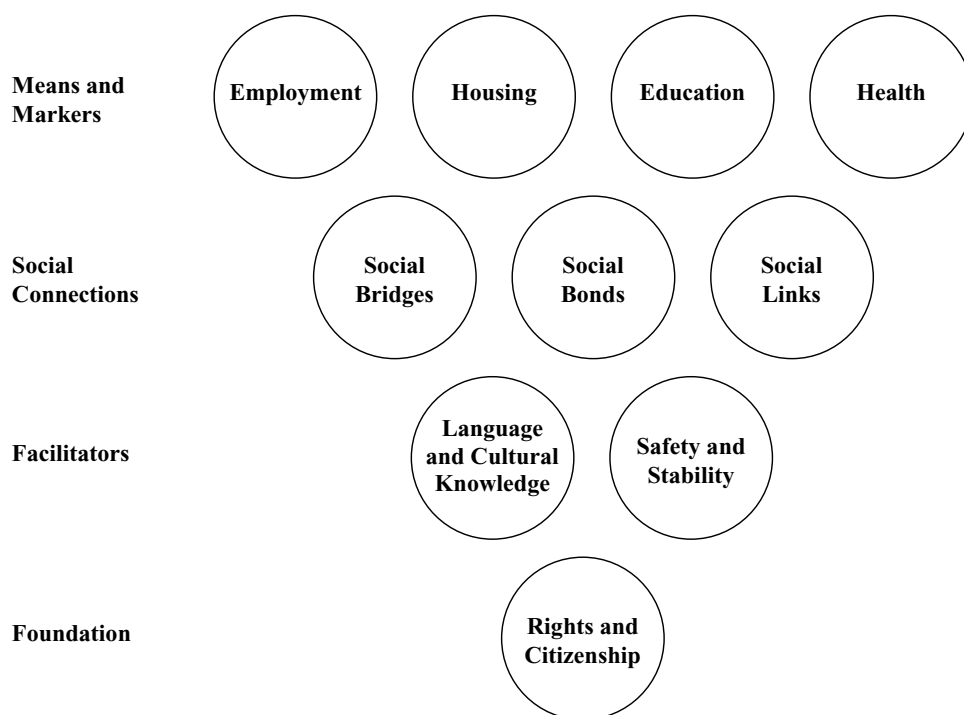 Means and
Markers
Employment
Housing
Education
Health
Social
Connections
Social
Bridges
Social
Bonds
Social
Links
Facilitators
Language
and Cultural
Knowledge
Safety and
Stability
Foundation
Rights and
Citizenship